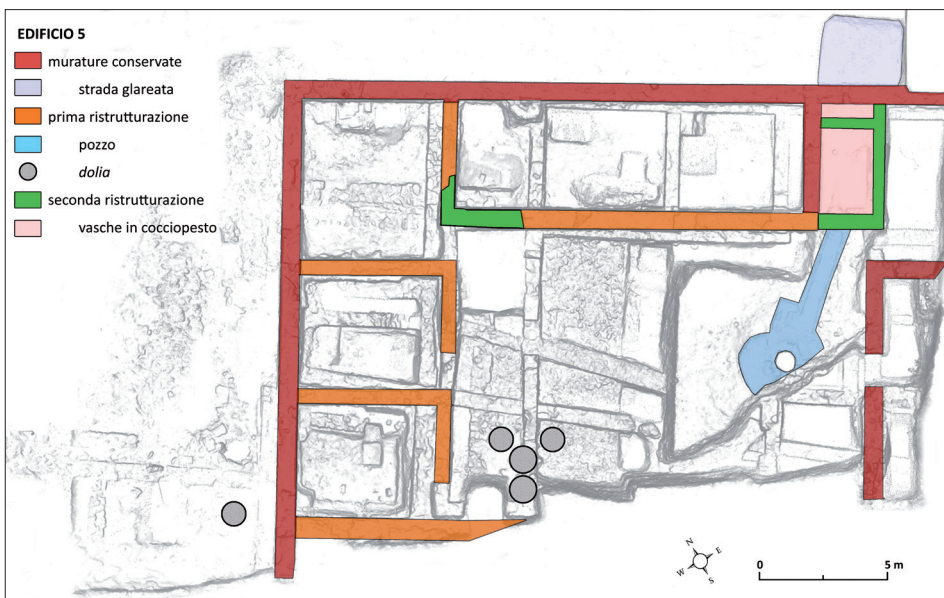 EDIFICIO 5
murature conservate
strada glareata
prima ristrutturazione
pozzo
dolia
seconda ristrutturazione
vasche in cocciopesto
N
E
W
S
0
5 m